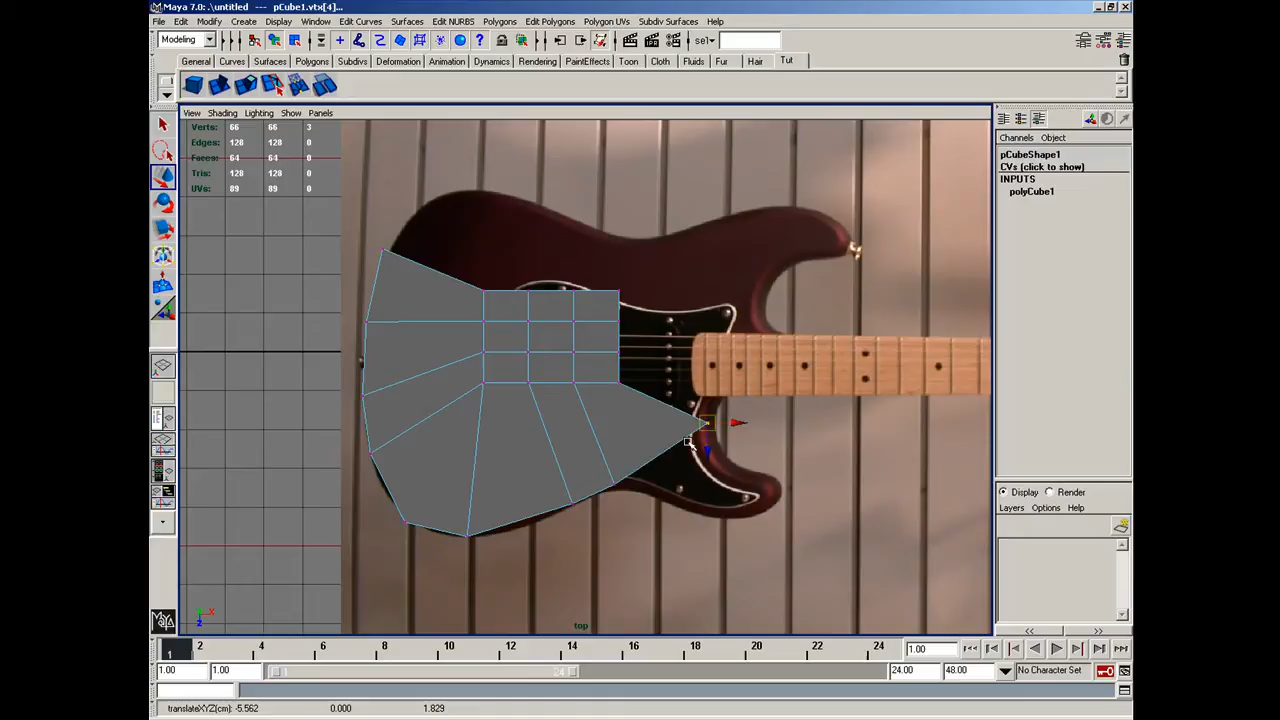 Maya 7.0: .\untitled --- pCube1.vtx[4]...
File Edit Modify Create Display Window Edit Curves Surfaces Edit NURBS Polygons Edit Polygons Polygon UVs Subdiv Surfaces Help
Modeling sel
General Curves Surfaces Polygons Subdivs Deformation Animation Dynamics Rendering PaintEffects Toon Cloth Fluids Fur Hair Tut
View Shading Lighting Show Panels
Verts: 66 66 3
Edges: 128 128 0
Faces: 64 64 0
Tris: 128 128 0
UVs: 89 89 0
Channels Object
pCubeShape1
CVs (click to show)
INPUTS
polyCube1
Display Render
Layers Options Help
<< >>
top
1 2 4 6 8 10 12 14 16 18 20 22 24 1.00
1.00 1.00 24 24.00 48.00 No Character Set
translateXYZ(cm): -5.562 0.000 1.829